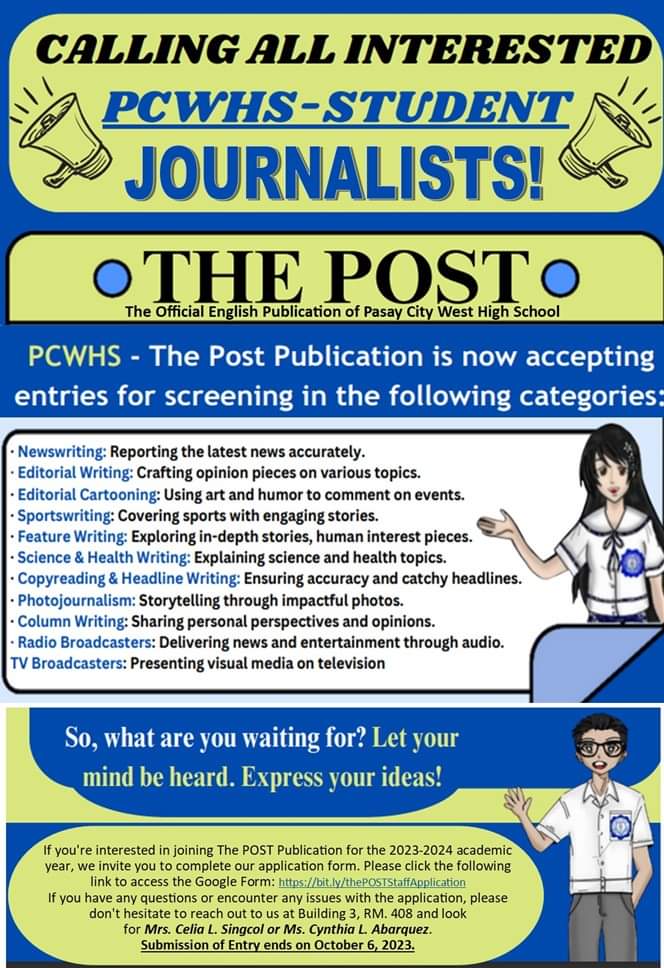 CALLING ALL INTERESTED
PCWHS-STUDENT
JOURNALISTS!
THE POST
The Official English Publication of Pasay City West High School
PCWHS - The Post Publication is now accepting
entries for screening in the following categories:
· Newswriting: Reporting the latest news accurately.
· Editorial Writing: Crafting opinion pieces on various topics.
· Editorial Cartooning: Using art and humor to comment on events.
· Sportswriting: Covering sports with engaging stories.
· Feature Writing: Exploring in-depth stories, human interest pieces.
· Science & Health Writing: Explaining science and health topics.
· Copyreading & Headline Writing: Ensuring accuracy and catchy headlines.
· Photojournalism: Storytelling through impactful photos.
· Column Writing: Sharing personal perspectives and opinions.
· Radio Broadcasters: Delivering news and entertainment through audio.
TV Broadcasters: Presenting visual media on television
So, what are you waiting for? Let your
mind be heard. Express your ideas!
If you're interested in joining The POST Publication for the 2023-2024 academic
year, we invite you to complete our application form. Please click the following
link to access the Google Form: https://bit.ly/thePOSTStaffApplication
If you have any questions or encounter any issues with the application, please
don't hesitate to reach out to us at Building 3, RM. 408 and look
for Mrs. Celia L. Singcol or Ms. Cynthia L. Abarquez.
Submission of Entry ends on October 6, 2023.